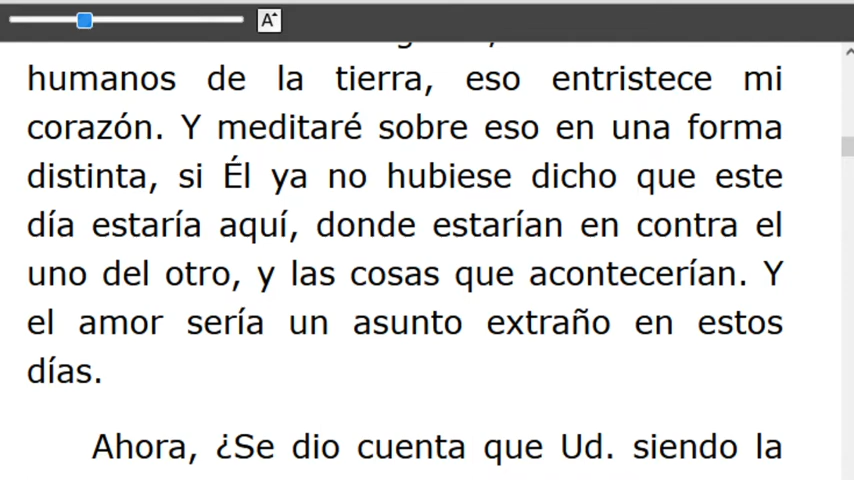 A
humanos de la tierra, eso entristece mi
corazón. Y meditaré sobre eso en una forma
distinta, si Él ya no hubiese dicho que este
día estaría aquí, donde estarían en contra el
uno del otro, y las cosas que acontecerían. Y
el amor sería un asunto extraño en estos
días.
Ahora, ¿Se dio cuenta que Ud. siendo la